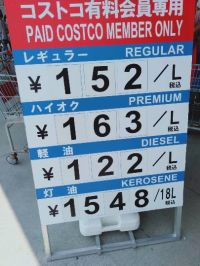 コストコ有料会員専用
PAID COSTCO MEMBER ONLY
レギュラー REGULAR
¥152/L 税込
ハイオク PREMIUM
¥163/L 税込
軽油 DIESEL
¥122/L 税込
灯油 KEROSENE
¥1548/18L 税込